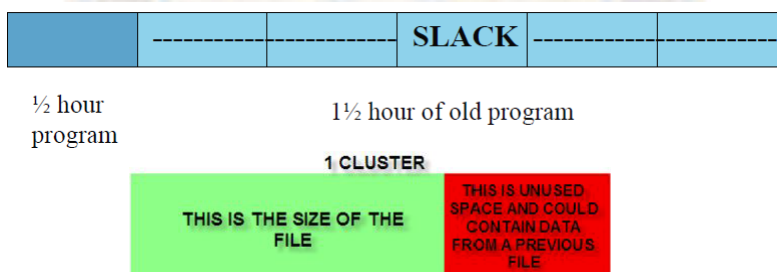 -------------------- -------------------- SLACK -------------------- --------------------
½ hour
program
1½ hour of old program
1 CLUSTER
THIS IS THE SIZE OF THE
FILE
THIS IS UNUSED
SPACE AND COULD
CONTAIN DATA
FROM A PREVIOUS
FILE